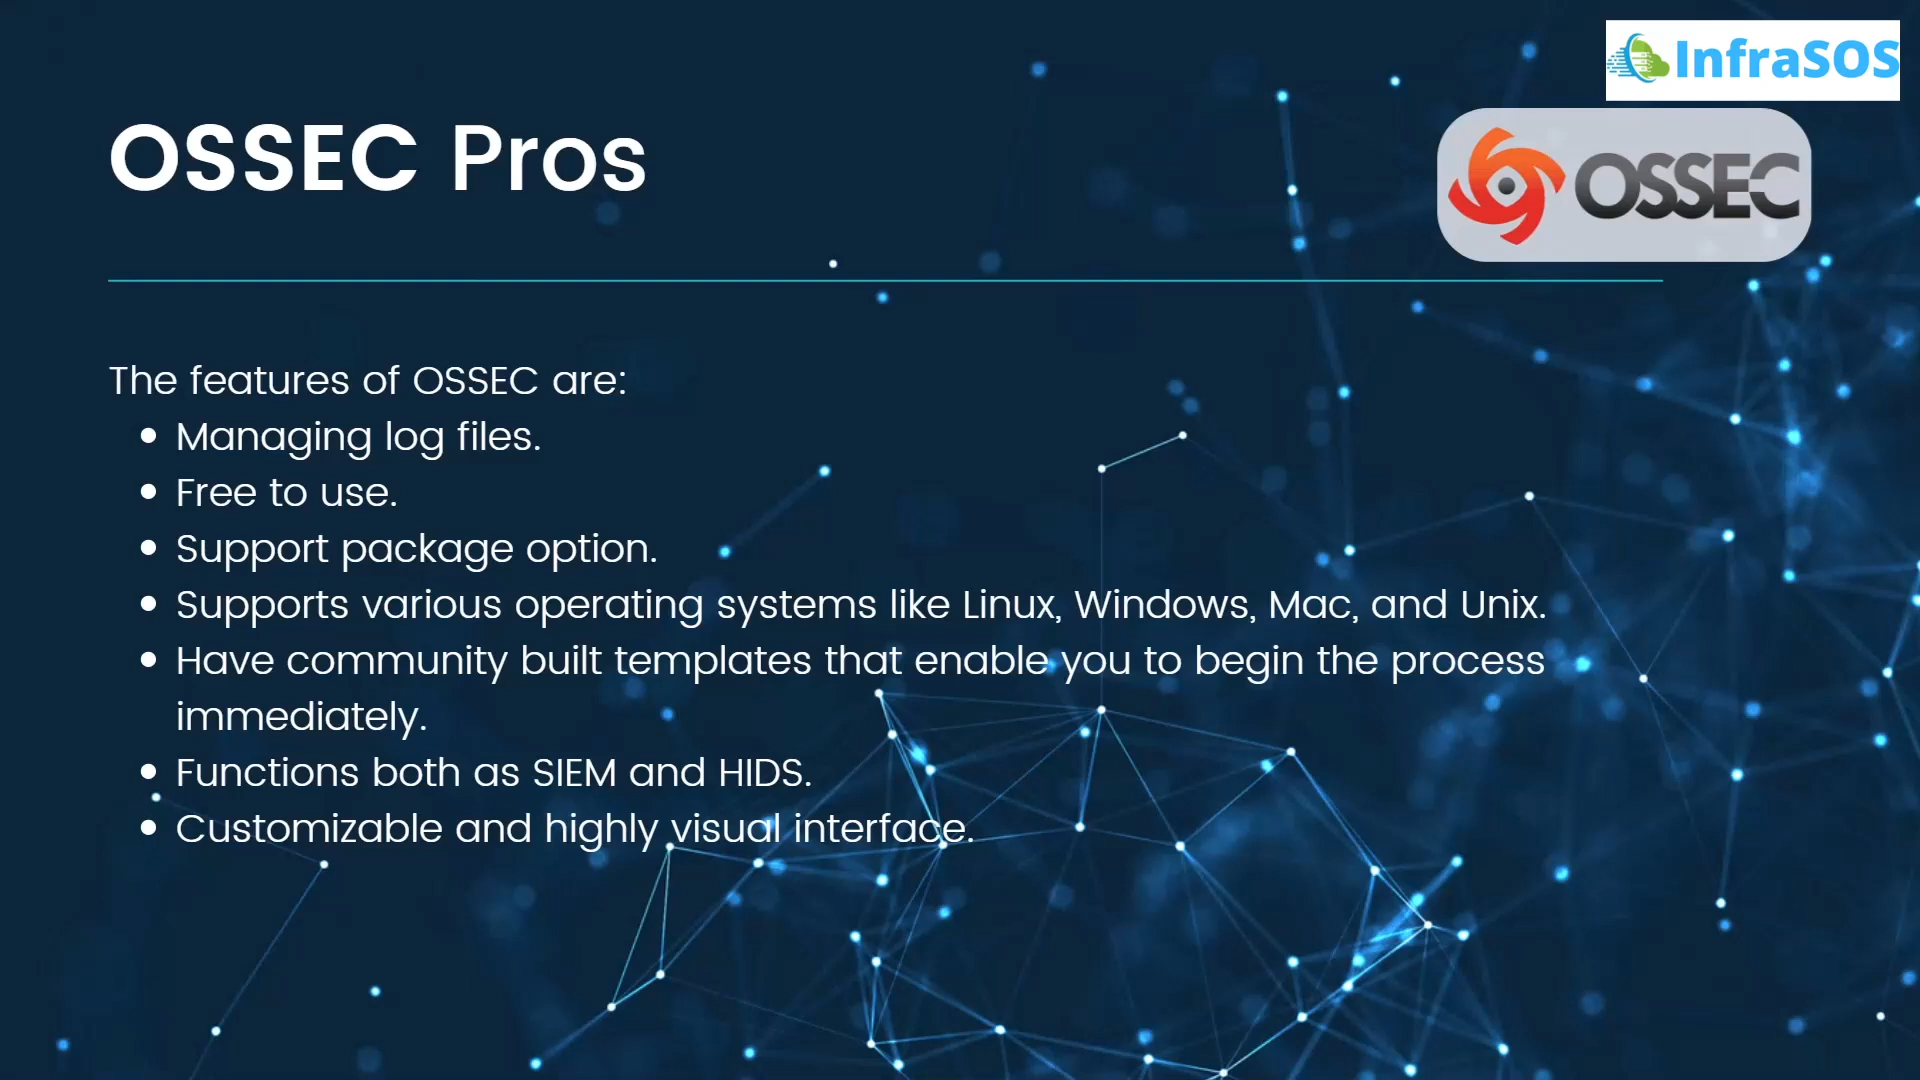 InfraSOS
OSSEC Pros
OSSEC
The features of OSSEC are:
• Managing log files.
• Free to use.
• Support package option.
• Supports various operating systems like Linux, Windows, Mac, and Unix.
• Have community built templates that enable you to begin the process
immediately.
• Functions both as SIEM and HIDS.
• Customizable and highly visual interface.